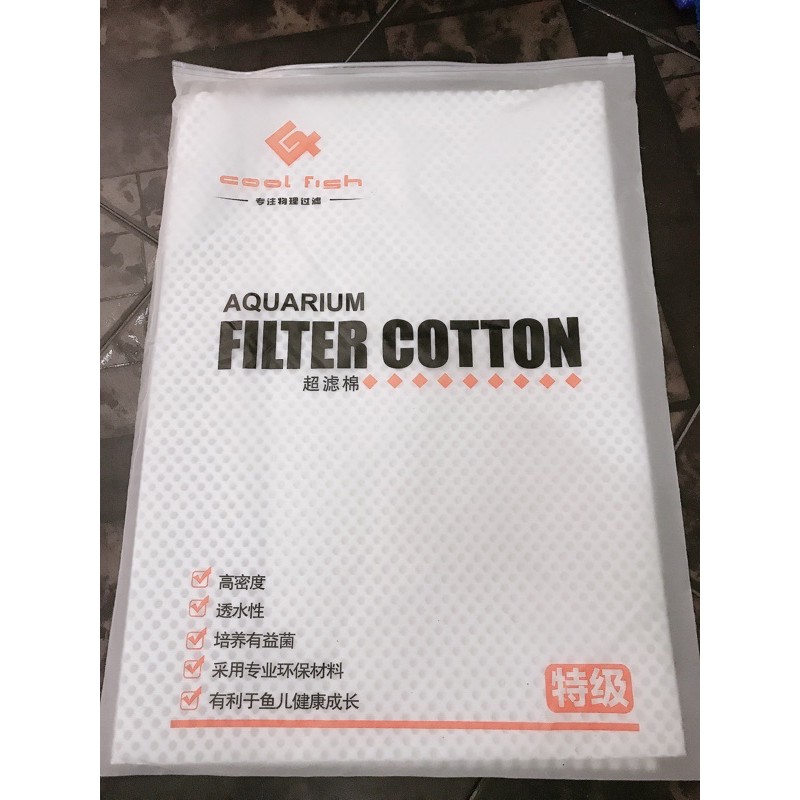 cool fish
专注物理过滤
AQUARIUM
FILTER COTTON
超滤棉
高密度
透水性
培养有益菌
采用专业环保材料
有利于鱼儿健康成长
特级